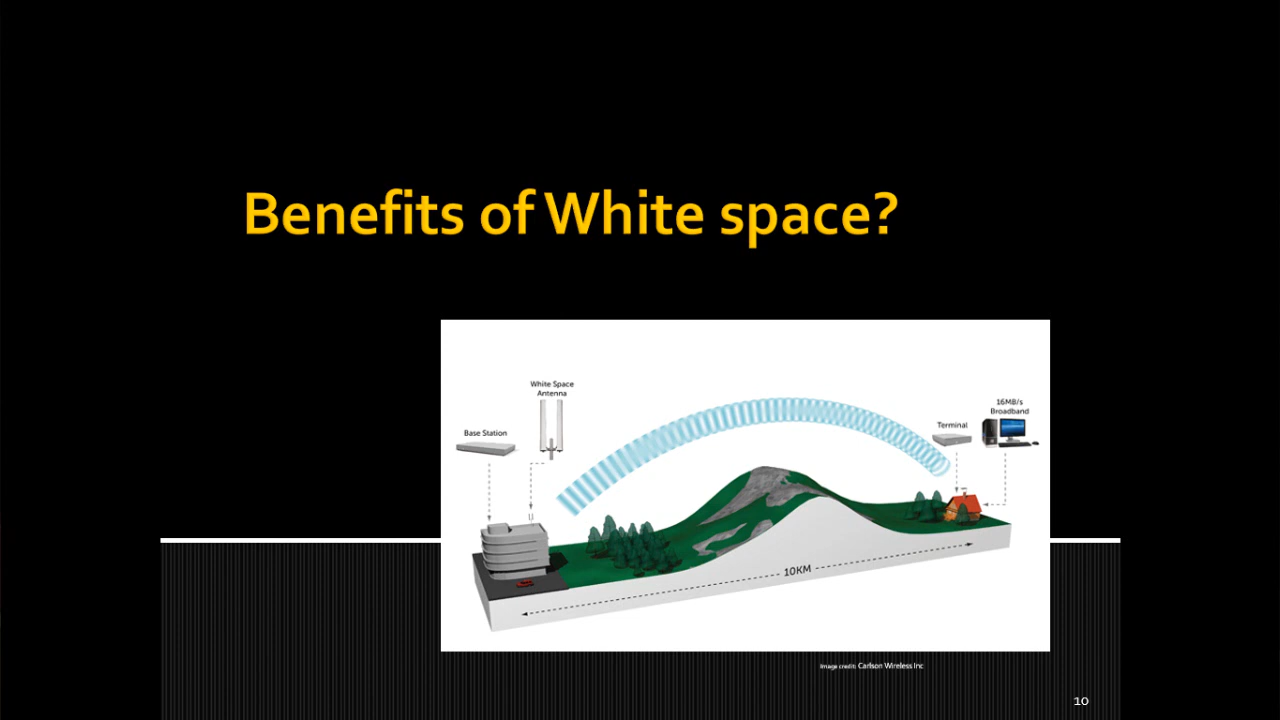 Benefits of White space?
White Space
Antenna
Base Station
16MB/s
Broadband
Terminal
10KM
Image credit: Carlson Wireless Inc
10